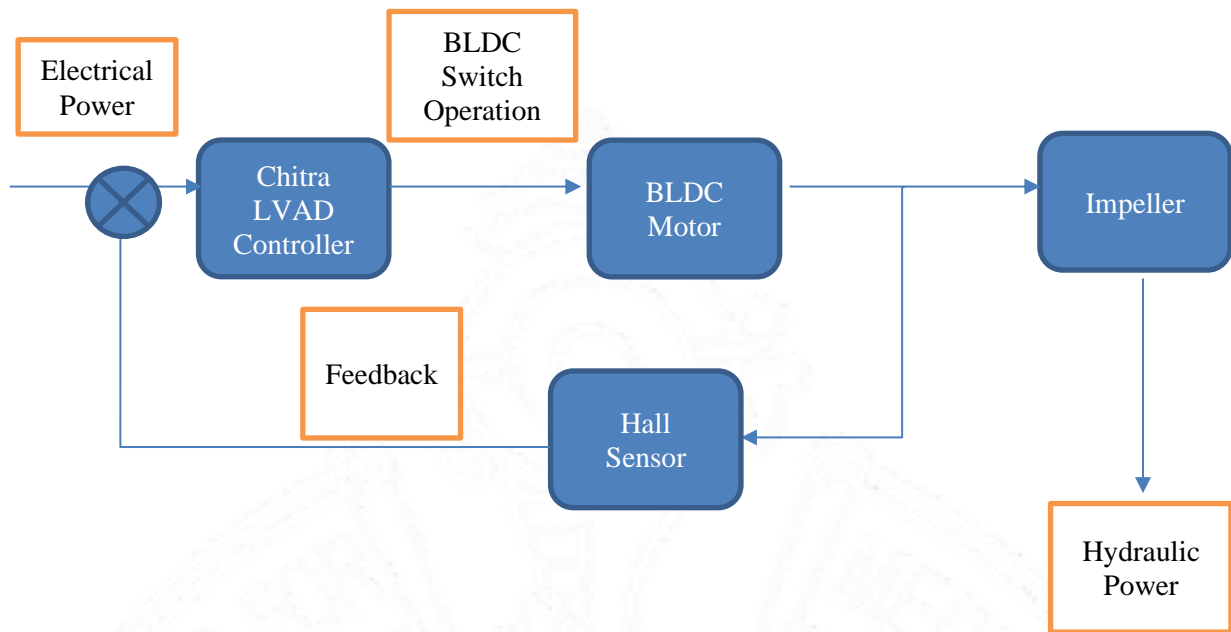 Electrical
Power
BLDC
Switch
Operation
Chitra
LVAD
Controller
BLDC
Motor
Impeller
Feedback
Hall
Sensor
Hydraulic
Power